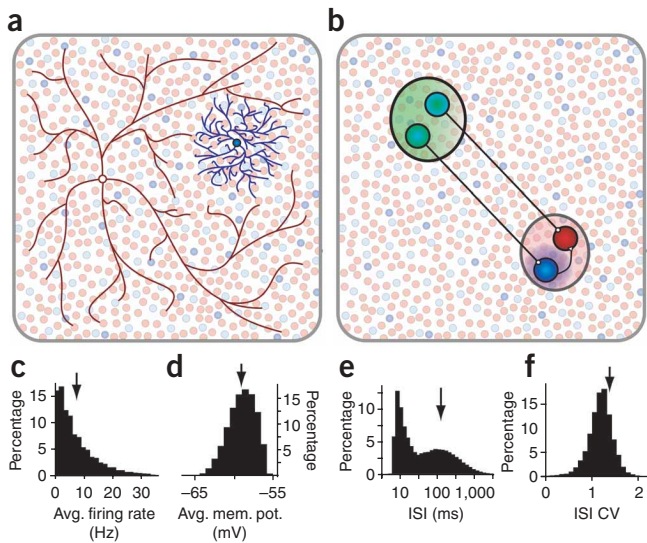 a
b
c
d
e
f
Percentage
15
10
5
0
0 10 20 30
Avg. firing rate
(Hz)
Percentage
15
10
5
–65
–55
Avg. mem. pot.
(mV)
Percentage
10
5
0
10 100 1,000
ISI (ms)
Percentage
15
10
5
0
0 1 2
ISI CV